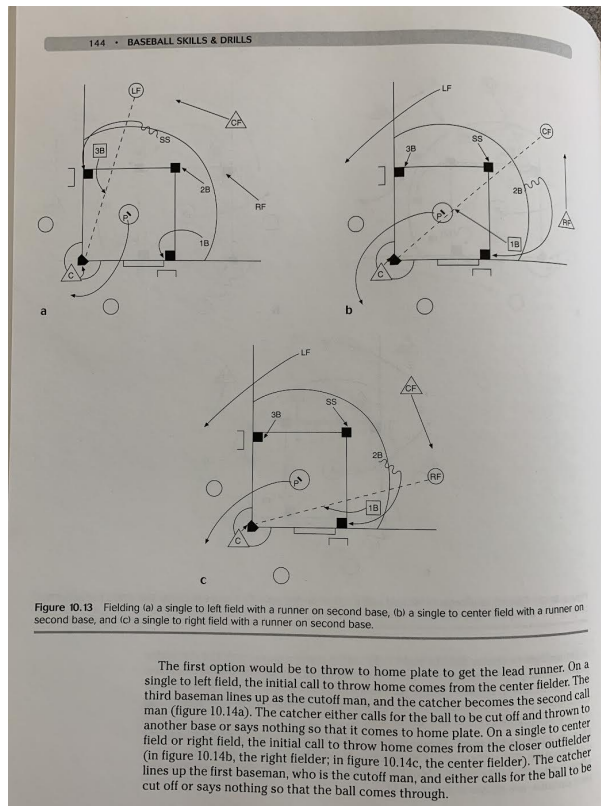 144 • BASEBALL SKILLS & DRILLS
LF
CF
SS
3B
2B
RF
P
1B
C
a
LF
CF
SS
3B
2B
P
RF
1B
C
b
LF
CF
SS
3B
2B
RF
P
1B
C
c
Figure 10.13 Fielding (a) a single to left field with a runner on second base, (b) a single to center field with a runner on
second base, and (c) a single to right field with a runner on second base.
The first option would be to throw to home plate to get the lead runner. On a
single to left field, the initial call to throw home comes from the center fielder. The
third baseman lines up as the cutoff man, and the catcher becomes the second call
man (figure 10.14a). The catcher either calls for the ball to be cut off and thrown to
another base or says nothing so that it comes to home plate. On a single to center
field or right field, the initial call to throw home comes from the closer outfielder
(in figure 10.14b, the right fielder; in figure 10.14c, the center fielder). The catcher
lines up the first baseman, who is the cutoff man, and either calls for the ball to be
cut off or says nothing so that the ball comes through.